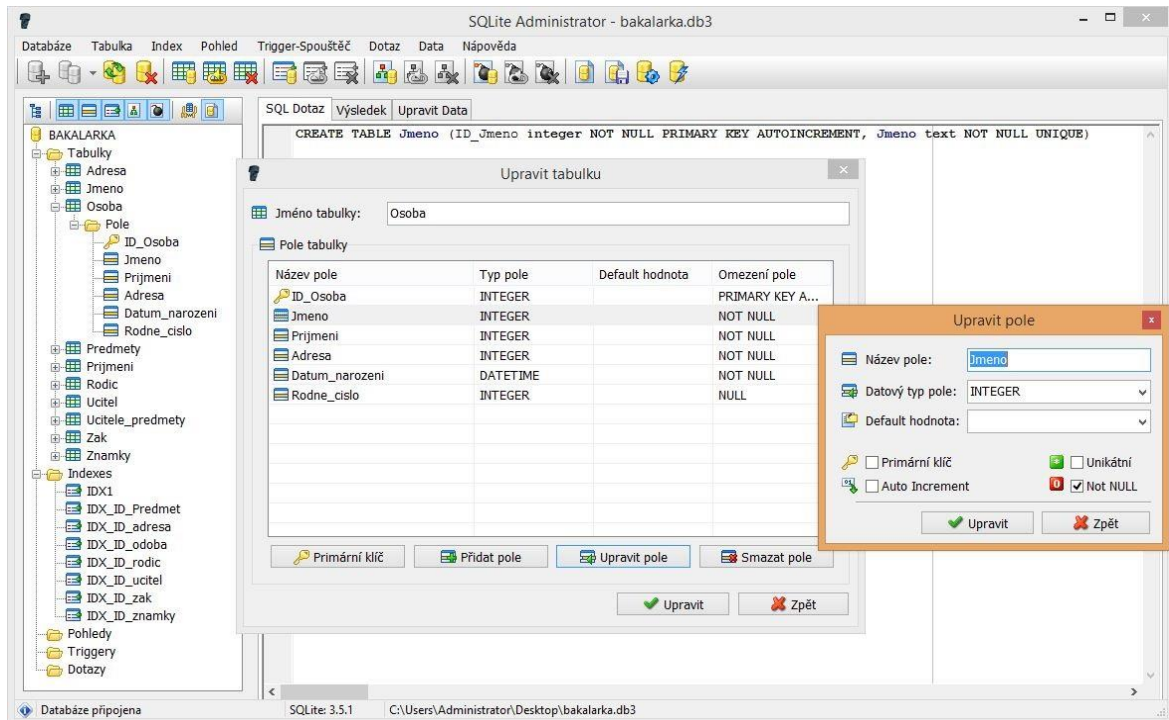 SQLite Administrator - bakalarka.db3
Databáze Tabulka Index Pohled Trigger-Spouštěč Dotaz Data Nápověda
SQL Dotaz Výsledek Upravit Data
CREATE TABLE Jmeno (ID_Jmeno integer NOT NULL PRIMARY KEY AUTOINCREMENT, Jmeno text NOT NULL UNIQUE)
BAKALARKA
Tabulky
Adresa
Jmeno
Osoba
Pole
ID_Osoba
Jmeno
Prijmeni
Adresa
Datum_narozeni
Rodne_cislo
Predmety
Prijmeni
Rodic
Ucitel
Ucitele_predmety
Zak
Znamky
Indexes
IDX1
IDX_ID_Predmet
IDX_ID_adresa
IDX_ID_odoba
IDX_ID_rodic
IDX_ID_ucitel
IDX_ID_zak
IDX_ID_znamky
Pohledy
Triggery
Dotazy
Upravit tabulku
Jméno tabulky: Osoba
Pole tabulky
Název pole Typ pole Default hodnota Omezení pole
ID_Osoba INTEGER PRIMARY KEY A...
Jmeno INTEGER NOT NULL
Prijmeni INTEGER NOT NULL
Adresa INTEGER NOT NULL
Datum_narozeni DATETIME NOT NULL
Rodne_cislo INTEGER NULL
Primární klíč Přidat pole Upravit pole Smazat pole
Upravit Zpět
Upravit pole
Název pole: Jmeno
Datový typ pole: INTEGER
Default hodnota:
Primární klíč Unikátní
Auto Increment Not NULL
Upravit Zpět
Databáze připojena SQLite: 3.5.1 C:\Users\Administrator\Desktop\bakalarka.db3